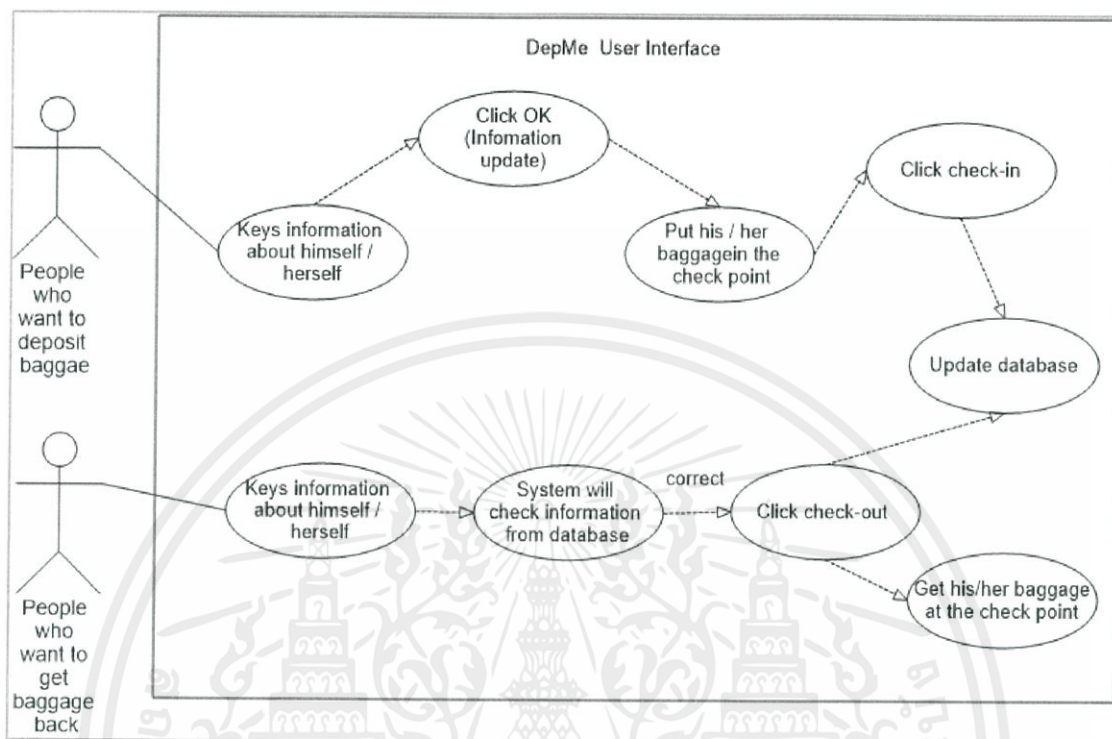 DepMe User Interface
Click OK
(Infomation
update)
Click check-in
Keys information
about himself /
herself
Put his / her
baggagein the
check point
People
who
want to
deposit
baggae
Update database
Keys information
about himself /
herself
System will
check information
from database
correct
Click check-out
Get his/her baggage
at the check point
People
who
want to
get
baggage
back